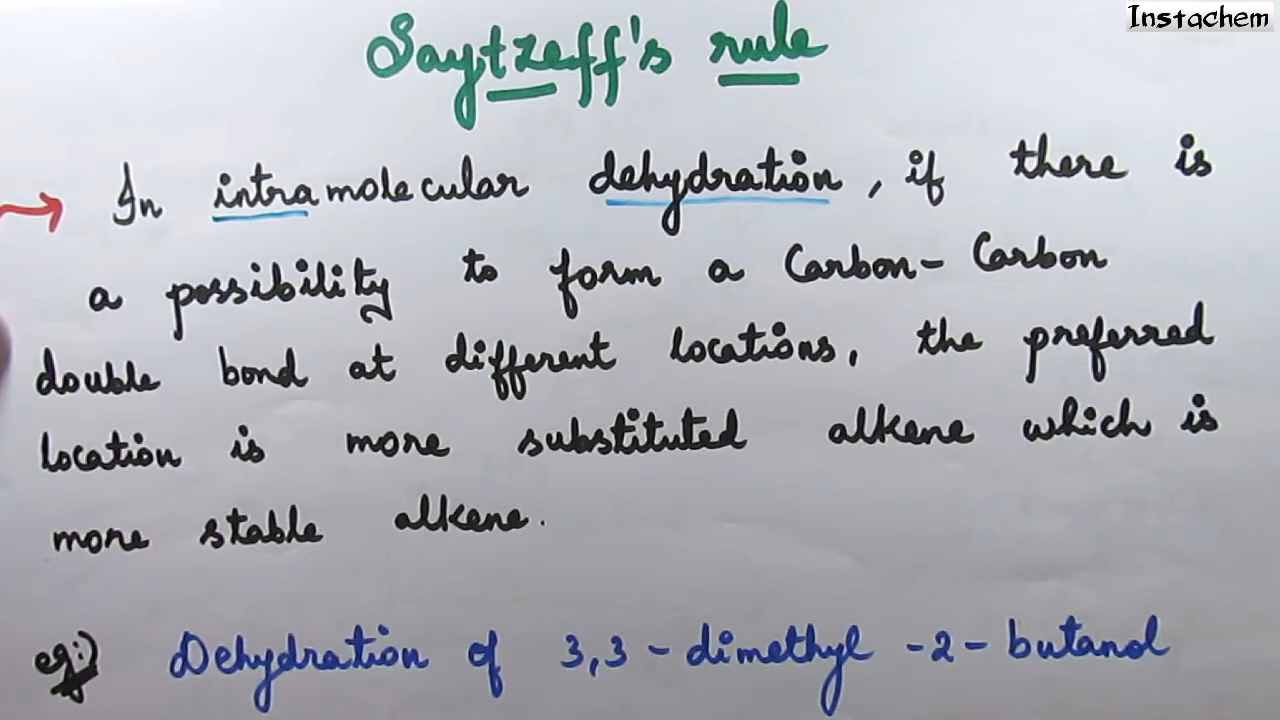 Instachem
Saytzeff's rule
In intramolecular dehydration, if there is
a possibility to form a Carbon-Carbon
double bond at different locations, the preferred
location is more substituted alkene which is
more stable alkene.
eg:) Dehydration of 3,3-dimethyl-2-butanol